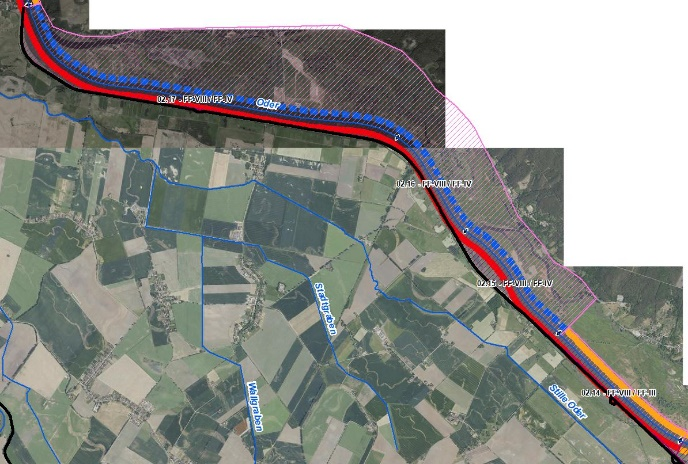 02.17 - FF-VIII / FF-IV
Oder
02.16 - FF-VIII / FF-IV
02.15 - FF-VIII / FF-IV
Stadtgraben
Wallgraben
Stille Oder
02.14 - FF-VIII / FF-III